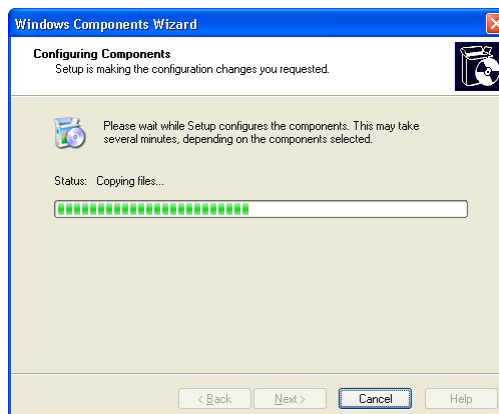 Windows Components Wizard
Configuring Components
Setup is making the configuration changes you requested.
Please wait while Setup configures the components. This may take
several minutes, depending on the components selected.
Status: Copying files...
< Back Next > Cancel Help